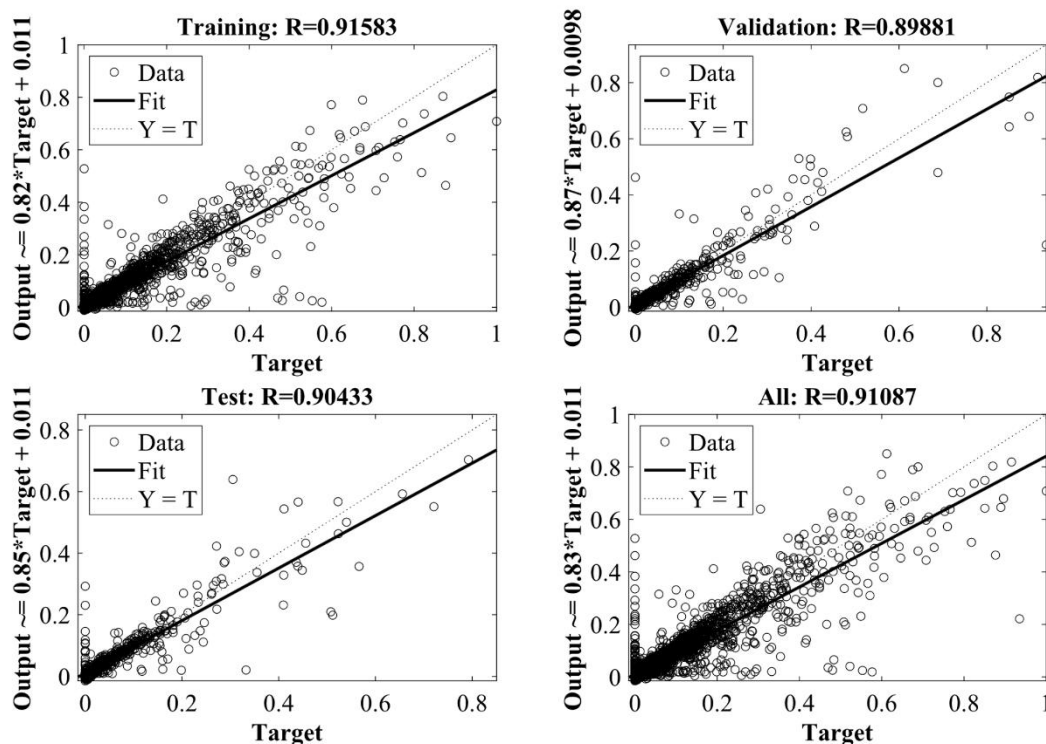 Training: R=0.91583
Output ~= 0.82*Target + 0.011
1
0.8
0.6
0.4
0.2
0
Data
Fit
Y = T
0 0.2 0.4 0.6 0.8 1
Target
Validation: R=0.89881
Output ~= 0.87*Target + 0.0098
0.8
0.6
0.4
0.2
0
Data
Fit
Y = T
0 0.2 0.4 0.6 0.8
Target
Test: R=0.90433
Output ~= 0.85*Target + 0.011
0.8
0.6
0.4
0.2
0
Data
Fit
Y = T
0 0.2 0.4 0.6 0.8
Target
All: R=0.91087
Output ~= 0.83*Target + 0.011
1
0.8
0.6
0.4
0.2
0
Data
Fit
Y = T
0 0.2 0.4 0.6 0.8 1
Target